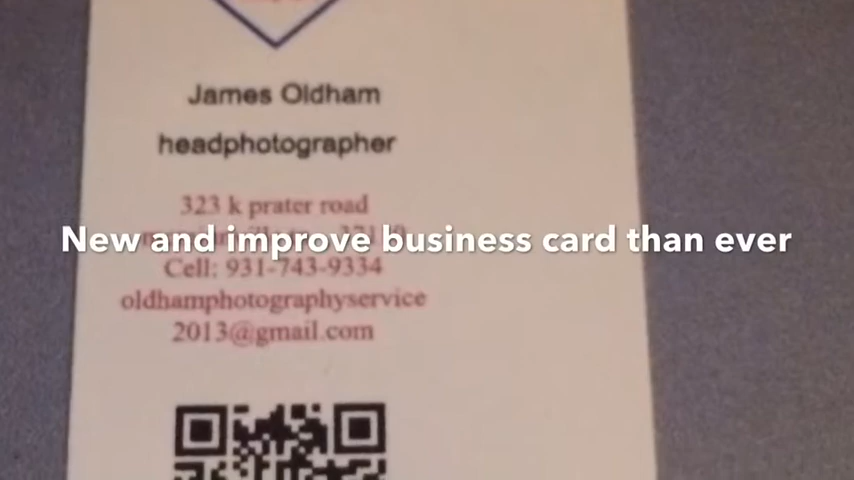 James Oldham
headphotographer
323 k prater road
New and improve business card than ever
Cell: 931-743-9334
oldhamphotographyservice
2013@gmail.com